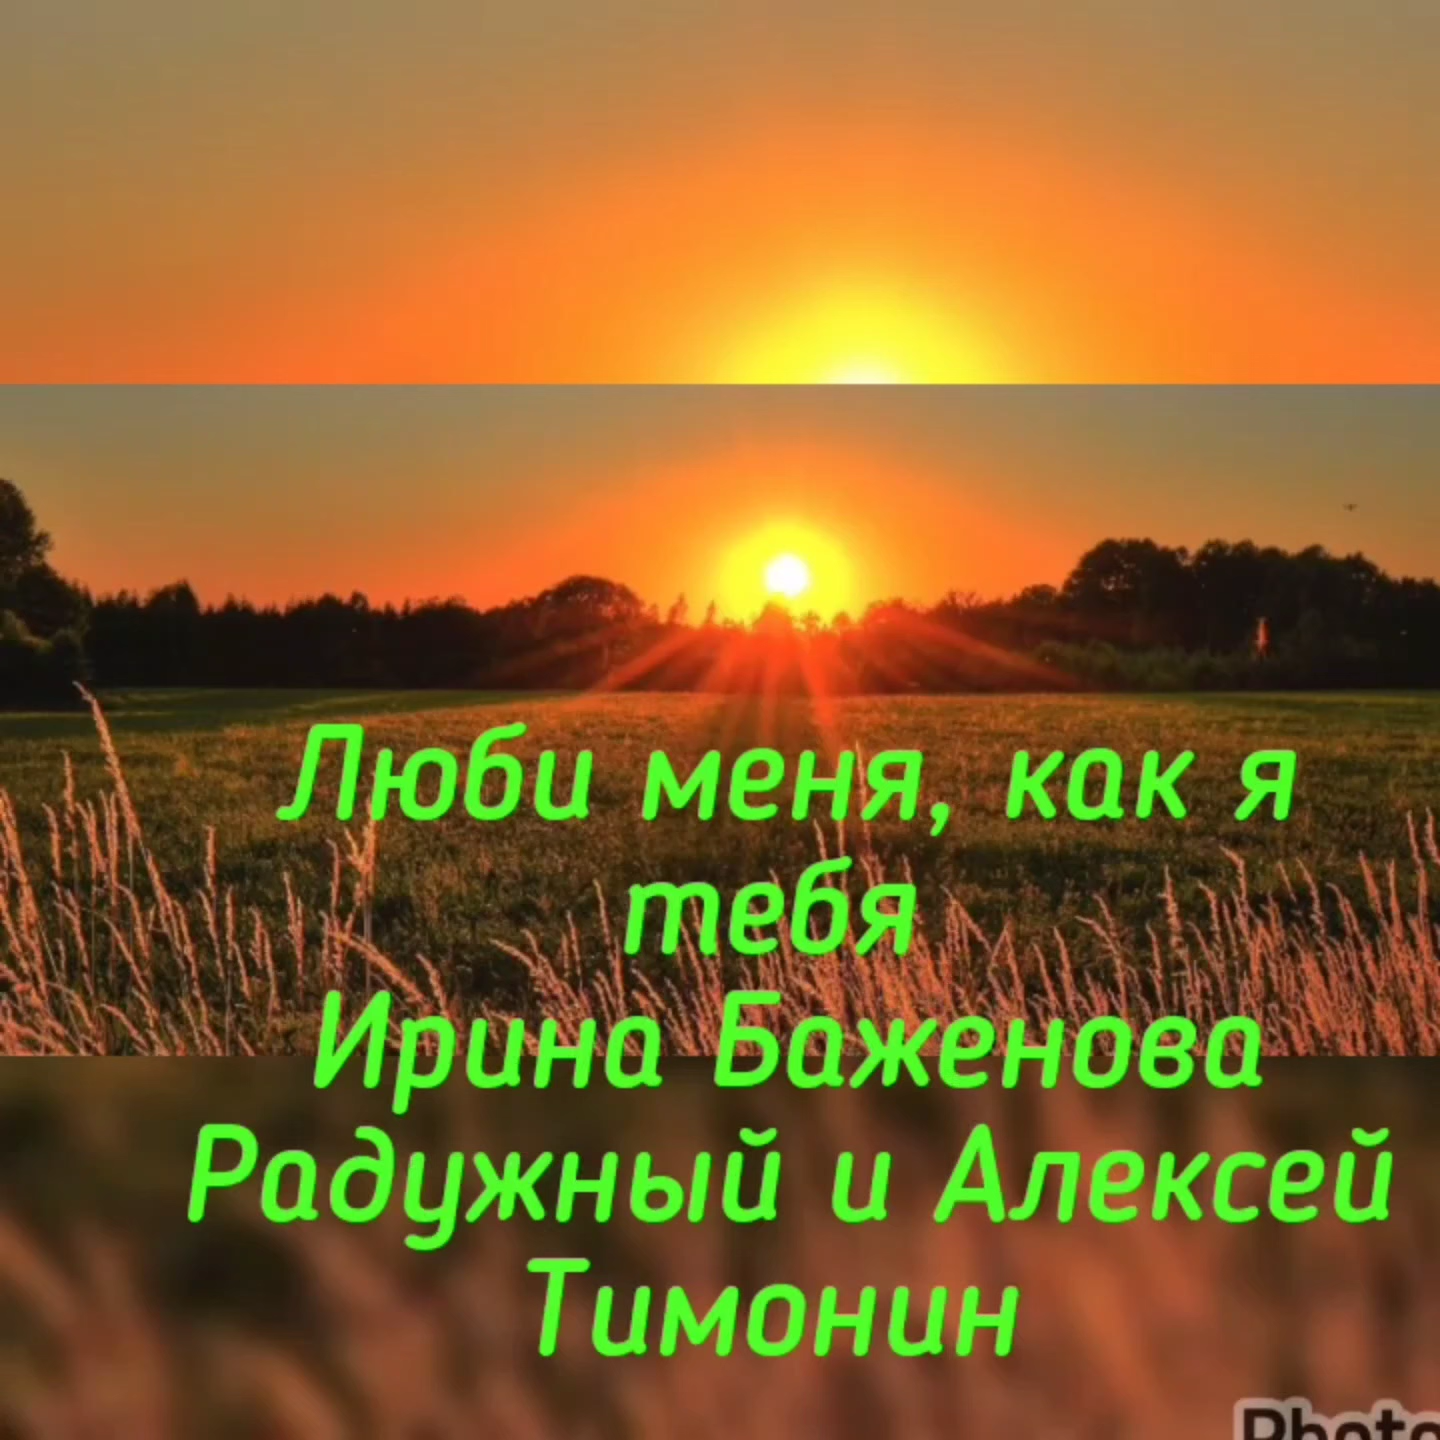 Люби меня, как я
тебя
Ирина Баженова
Радужный и Алексей
Тимонин